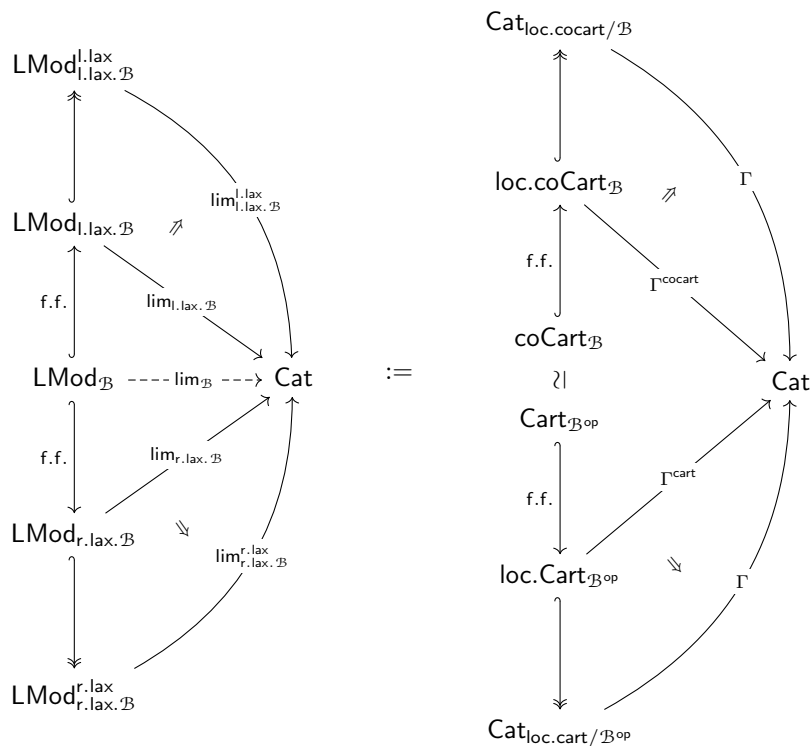 Cat_{loc.cocart/ℬ}
LMod^{l.lax}_{l.lax.ℬ}
lim^{l.lax}_{l.lax.ℬ}
loc.coCart_ℬ
⇗
Γ
LMod_{l.lax.ℬ}
⇗
f.f.
Γ^{cocart}
f.f.
lim_{l.lax.ℬ}
coCart_ℬ
LMod_ℬ
lim_ℬ
Cat
:=
≃
Cat
Cart_{ℬ^{op}}
f.f.
lim_{r.lax.ℬ}
f.f.
Γ^{cart}
LMod_{r.lax.ℬ}
⇘
lim^{r.lax}_{r.lax.ℬ}
loc.Cart_{ℬ^{op}}
⇘
Γ
LMod^{r.lax}_{r.lax.ℬ}
Cat_{loc.cart/ℬ^{op}}